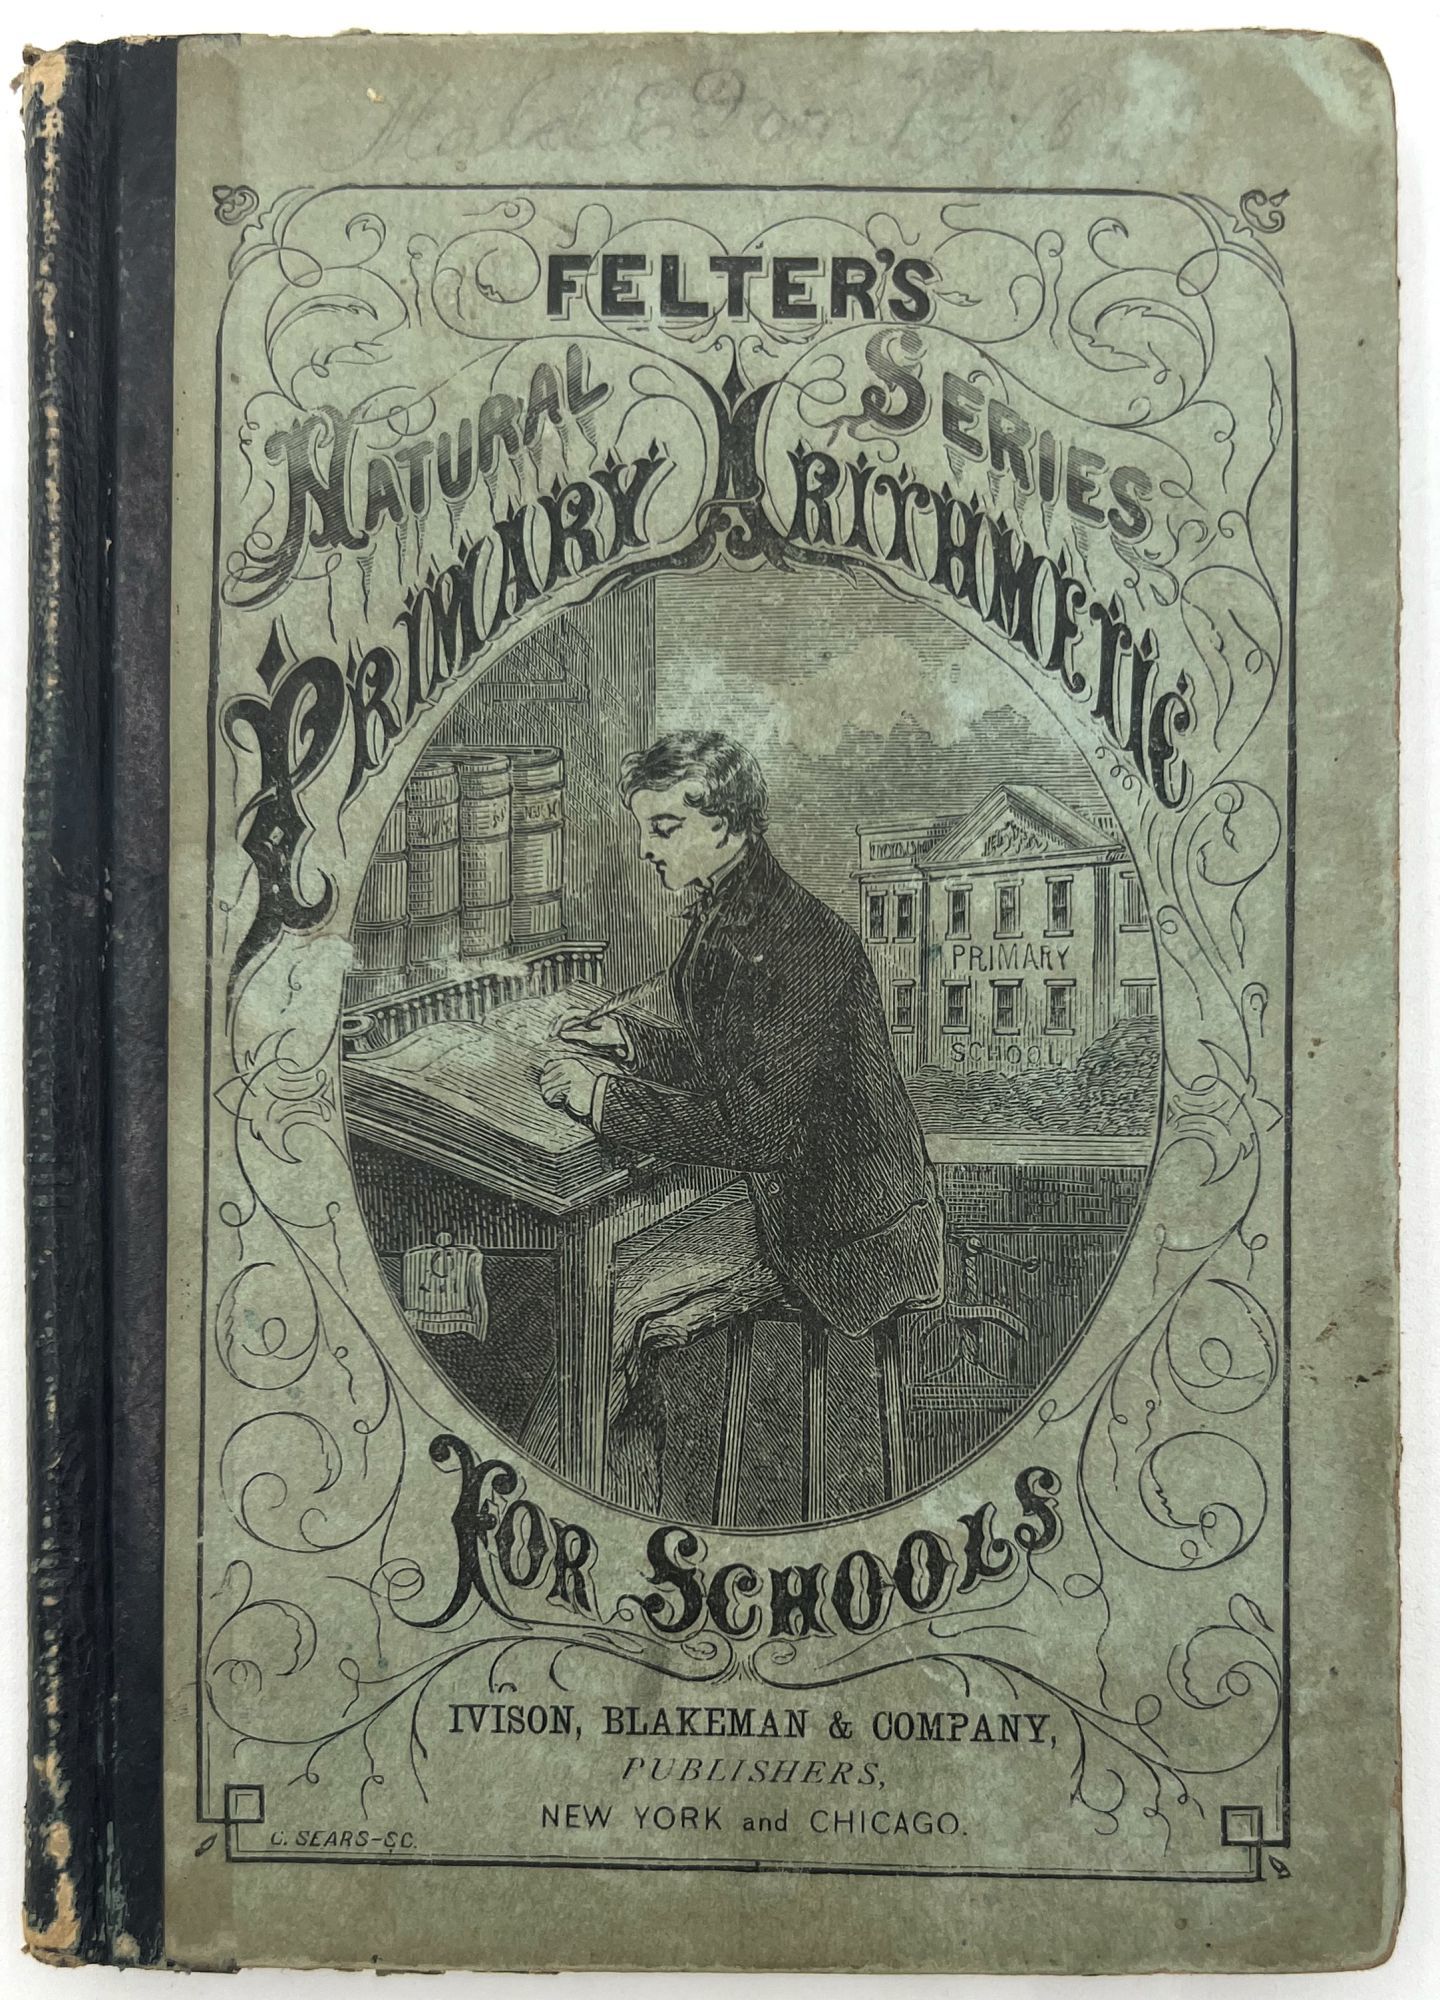 FELTER'S
NATURAL SERIES
PRIMARY ARITHMETIC
PRIMARY
SCHOOL
FOR SCHOOLS
IVISON, BLAKEMAN & COMPANY,
PUBLISHERS,
NEW YORK and CHICAGO.
C. SEARS-SC.